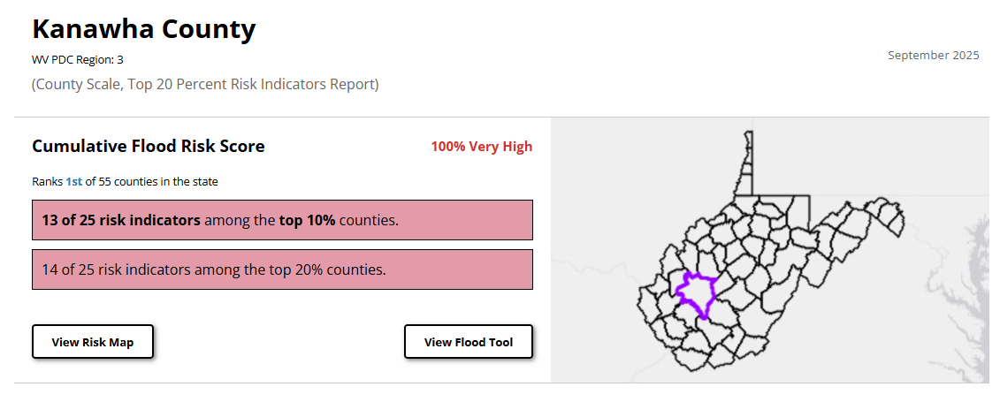 Kanawha County
WV PDC Region: 3
September 2025
(County Scale, Top 20 Percent Risk Indicators Report)
Cumulative Flood Risk Score
100% Very High
Ranks 1st of 55 counties in the state
13 of 25 risk indicators among the top 10% counties.
14 of 25 risk indicators among the top 20% counties.
View Risk Map
View Flood Tool